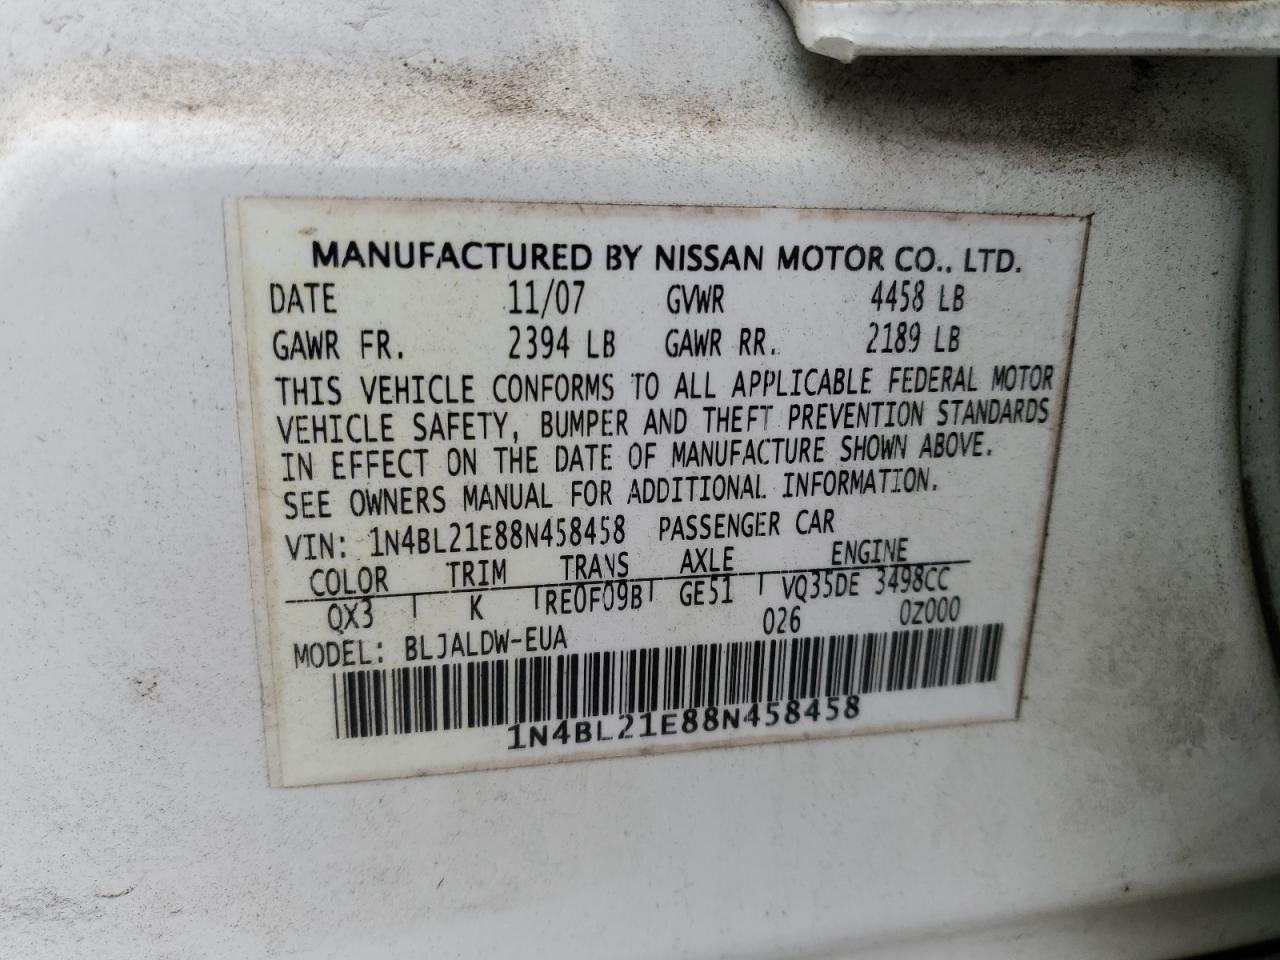 MANUFACTURED BY NISSAN MOTOR CO., LTD.
DATE 11/07 GVWR 4458 LB
GAWR FR. 2394 LB GAWR RR. 2189 LB
THIS VEHICLE CONFORMS TO ALL APPLICABLE FEDERAL MOTOR
VEHICLE SAFETY, BUMPER AND THEFT PREVENTION STANDARDS
IN EFFECT ON THE DATE OF MANUFACTURE SHOWN ABOVE.
SEE OWNERS MANUAL FOR ADDITIONAL INFORMATION.
VIN: 1N4BL21E88N458458 PASSENGER CAR
COLOR TRIM TRANS AXLE ENGINE
QX3 K RE0F09B GE51 VQ35DE 3498CC
026 0Z000
MODEL: BLJALDW-EUA
1N4BL21E88N458458